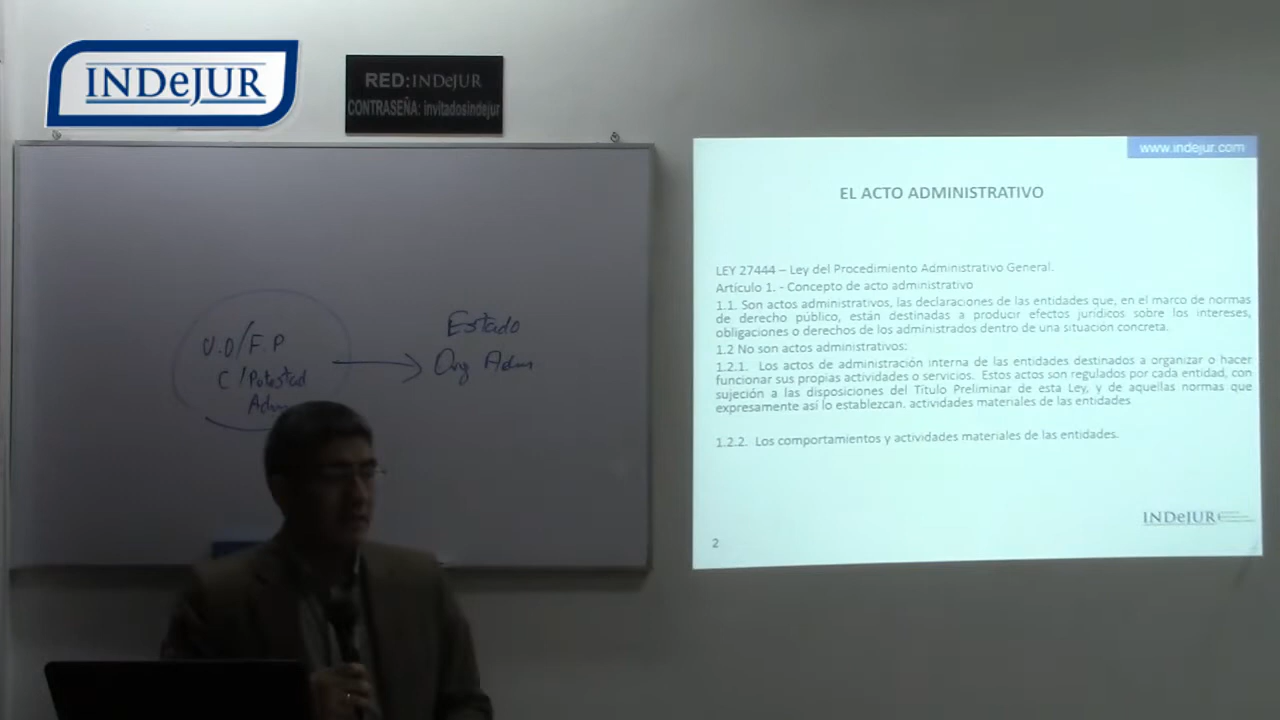 INDeJUR
RED: INDeJUR
CONTRASEÑA: invitadosindejur
U.D/F.P
C/Potestad
Adm
Estado
Org Adm
www.indejur.com
EL ACTO ADMINISTRATIVO
LEY 27444 – Ley del Procedimiento Administrativo General.
Artículo 1. - Concepto de acto administrativo
1.1. Son actos administrativos, las declaraciones de las entidades que, en el marco de normas
de derecho público, están destinadas a producir efectos jurídicos sobre los intereses,
obligaciones o derechos de los administrados dentro de una situación concreta.
1.2 No son actos administrativos:
1.2.1. Los actos de administración interna de las entidades destinados a organizar o hacer
funcionar sus propias actividades o servicios. Estos actos son regulados por cada entidad, con
sujeción a las disposiciones del Título Preliminar de esta Ley, y de aquellas normas que
expresamente así lo establezcan. actividades materiales de las entidades
1.2.2. Los comportamientos y actividades materiales de las entidades.
INDeJUR
2